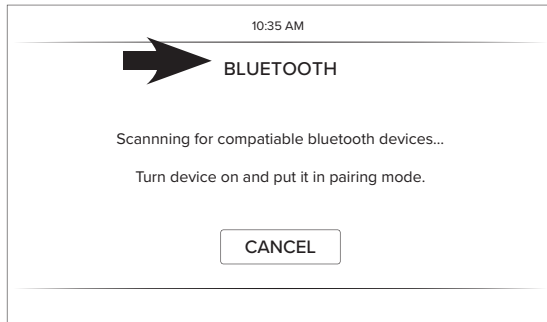 10:35 AM
BLUETOOTH
Scannning for compatiable bluetooth devices...
Turn device on and put it in pairing mode.
CANCEL